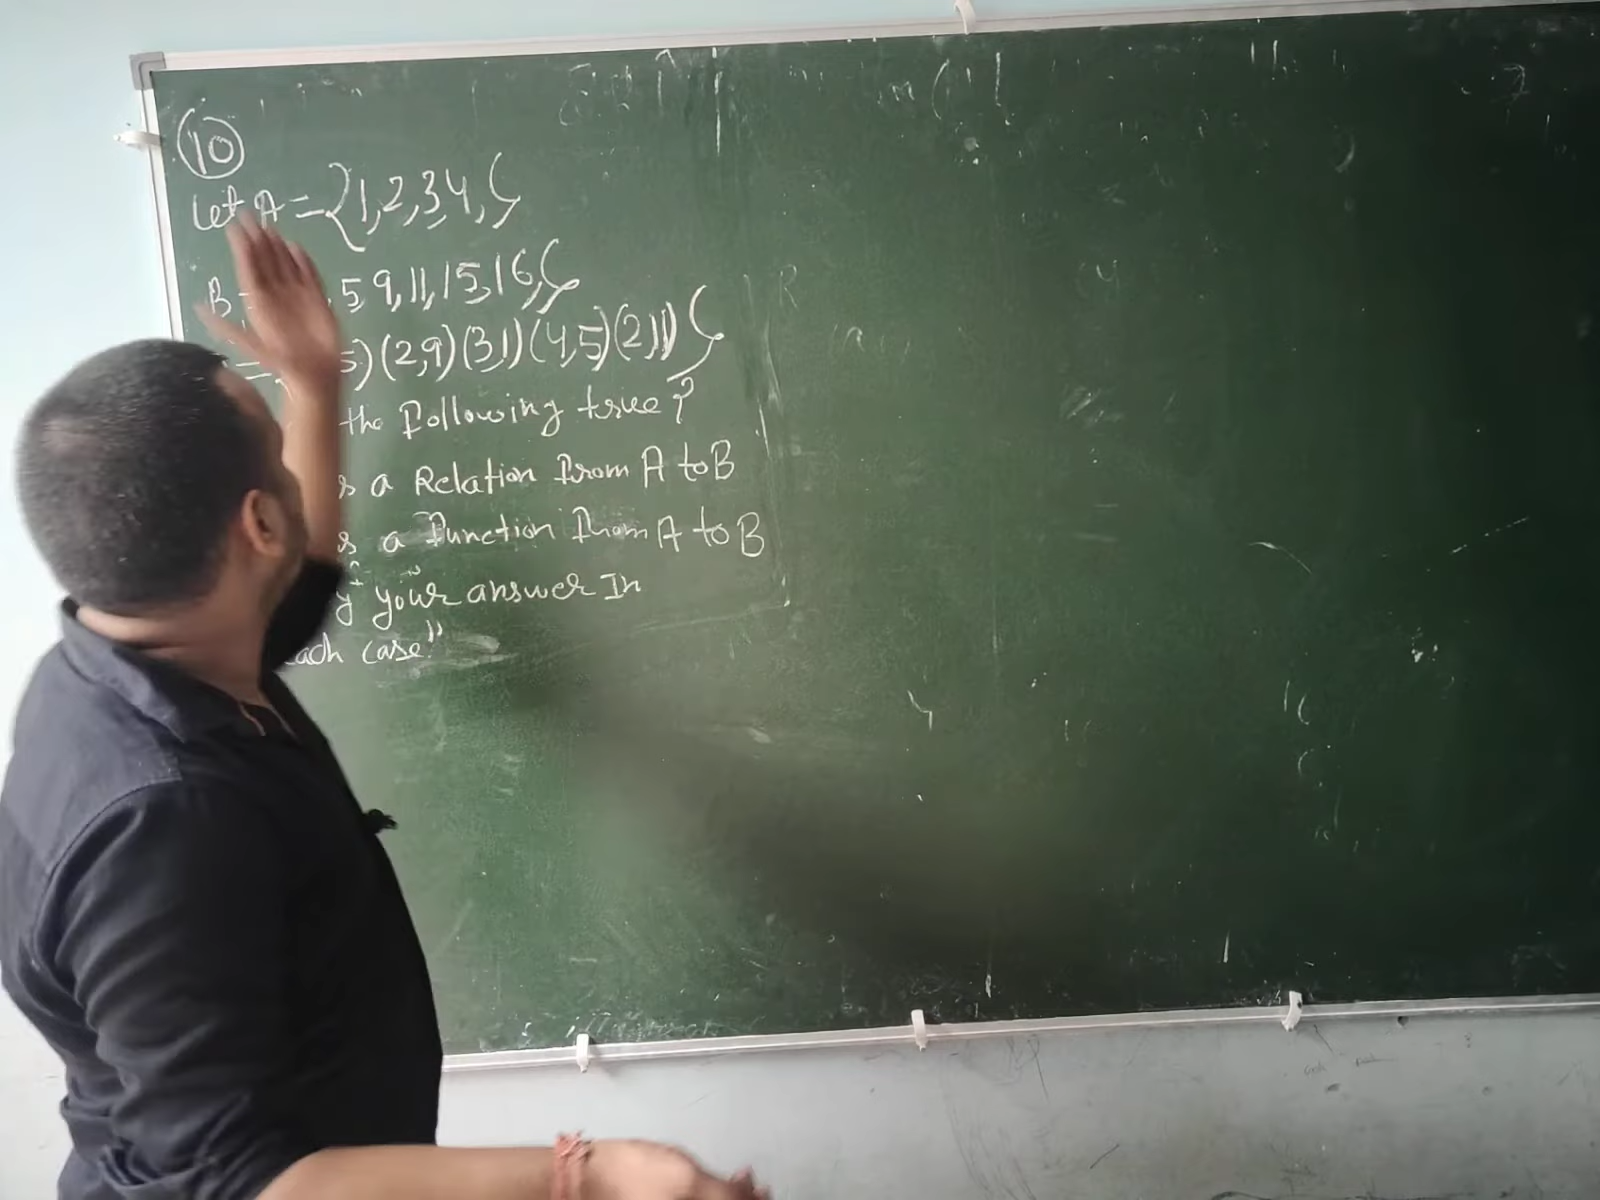 10
Let A = {1,2,3,4,}
B = 5 9,11,15,16,}
= 5) (2,9) (3,1) (4,5) (2,11) }
the following true?
s a Relation from A to B
s a function from A to B
y your answer In
each case"